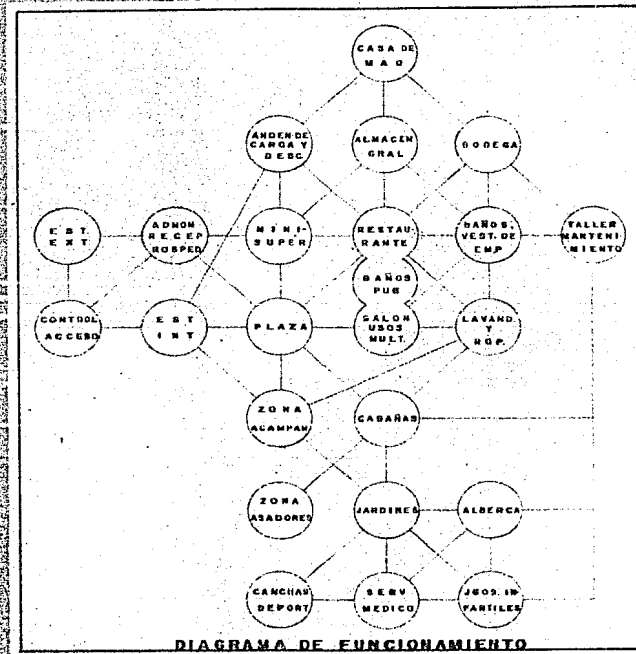 CASA DE
MAQ
ANDEN DE
CARGA Y
DESC.
ALMACEN
GRAL
BODEGA
EST.
EXT.
ADMON
RECEP
HOSPED
MINI-
SUPER
RESTAU-
RANTE
BAÑOS,
VEST. DE
EMP
TALLER
MANTENI-
MIENTO
BAÑOS
PUB
CONTROL
ACCESO
EST
INT
PLAZA
SALON
USOS
MULT.
LAVAND.
Y
ROP.
ZONA
ACAMPAR
CABAÑAS
ZONA
ASADORES
JARDINES
ALBERCA
CANCHAS
DEPORT
SERV
MEDICO
JGOS. IN
FANTILES
DIAGRAMA DE FUNCIONAMIENTO